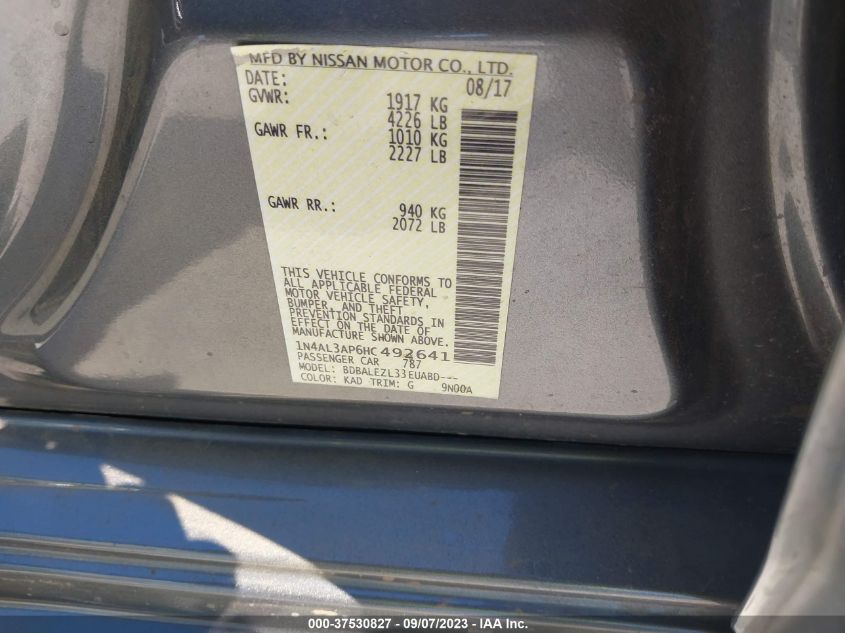 MFD BY NISSAN MOTOR CO., LTD.
DATE: 08/17
GVWR: 1917 KG
4226 LB
GAWR FR.: 1010 KG
2227 LB
GAWR RR.: 940 KG
2072 LB
THIS VEHICLE CONFORMS TO
ALL APPLICABLE FEDERAL
MOTOR VEHICLE SAFETY,
BUMPER, AND THEFT
PREVENTION STANDARDS IN
EFFECT ON THE DATE OF
MANUFACTURE SHOWN ABOVE.
1N4AL3AP6HC492641
PASSENGER CAR 787
MODEL: BDBALEZL33EUABD---
COLOR: KAD TRIM: G 9N00A
000-37530827 - 09/07/2023 - IAAI.com